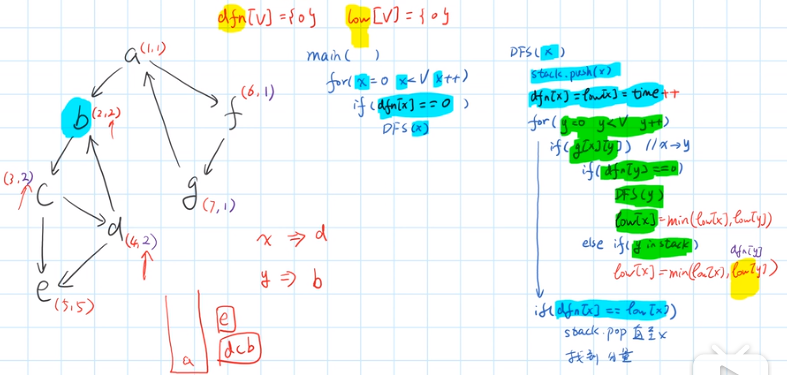 dfn[V] = {0}
low[V] = {0}
a (1,1)
b (2,2)
f (6,1)
(3,2) c
d (4,2)
g (7,1)
e (5,5)
x ⇒ d
y ⇒ b
a
e
dcb
main( )
for( x=0 x<V x++)
if( dfn[x]==0 )
DFS(x)
DFS( x )
stack.push(x)
dfn[x]=low[x]=time++
for( y=0 y<V y++)
if( g[x][y]) //x→y
if( dfn[y]==0)
DFS(y)
low[x]=min(low[x],low[y])
else if( y in stack)
dfn[y]
low[x]=min(low[x],low[y])
if( dfn[x]==low[x])
stack.pop 直至x
找到 分量